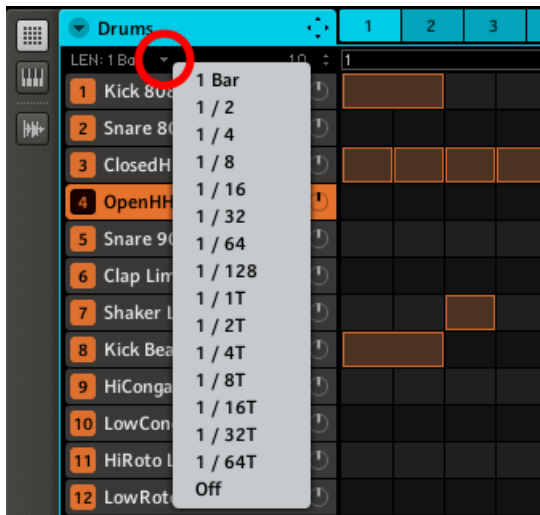 Drums
1 2 3
LEN: 1 Ba
1.0
1
1 Kick 808
2 Snare 80
3 ClosedH
4 OpenHH
5 Snare 90
6 Clap Lim
7 Shaker L
8 Kick Bea
9 HiConga
10 LowCon
11 HiRoto L
12 LowRot
1 Bar
1 / 2
1 / 4
1 / 8
1 / 16
1 / 32
1 / 64
1 / 128
1 / 1T
1 / 2T
1 / 4T
1 / 8T
1 / 16T
1 / 32T
1 / 64T
Off